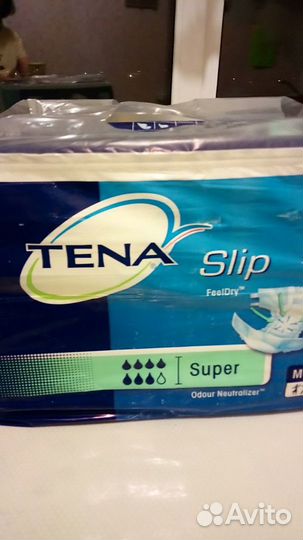 TENA
Slip
FeelDry™
Super
Odour Neutralizer™
M
Avito